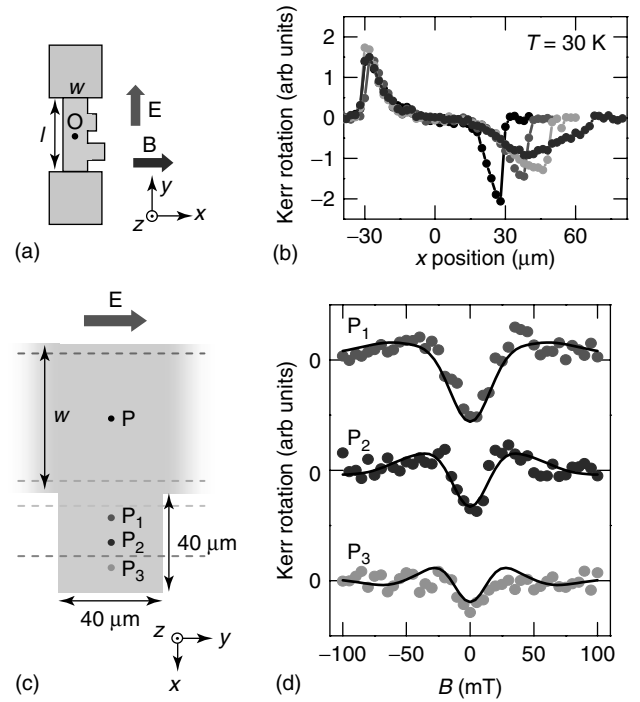 w
l
O
E
B
y
z
x
(a)
Kerr rotation (arb units)
2
1
0
−1
−2
T = 30 K
−30
0
30
60
x position (μm)
(b)
E
w
P
P1
P2
P3
40 μm
40 μm
z
y
x
(c)
Kerr rotation (arb units)
P1
0
P2
0
P3
0
−100
−50
0
50
100
B (mT)
(d)